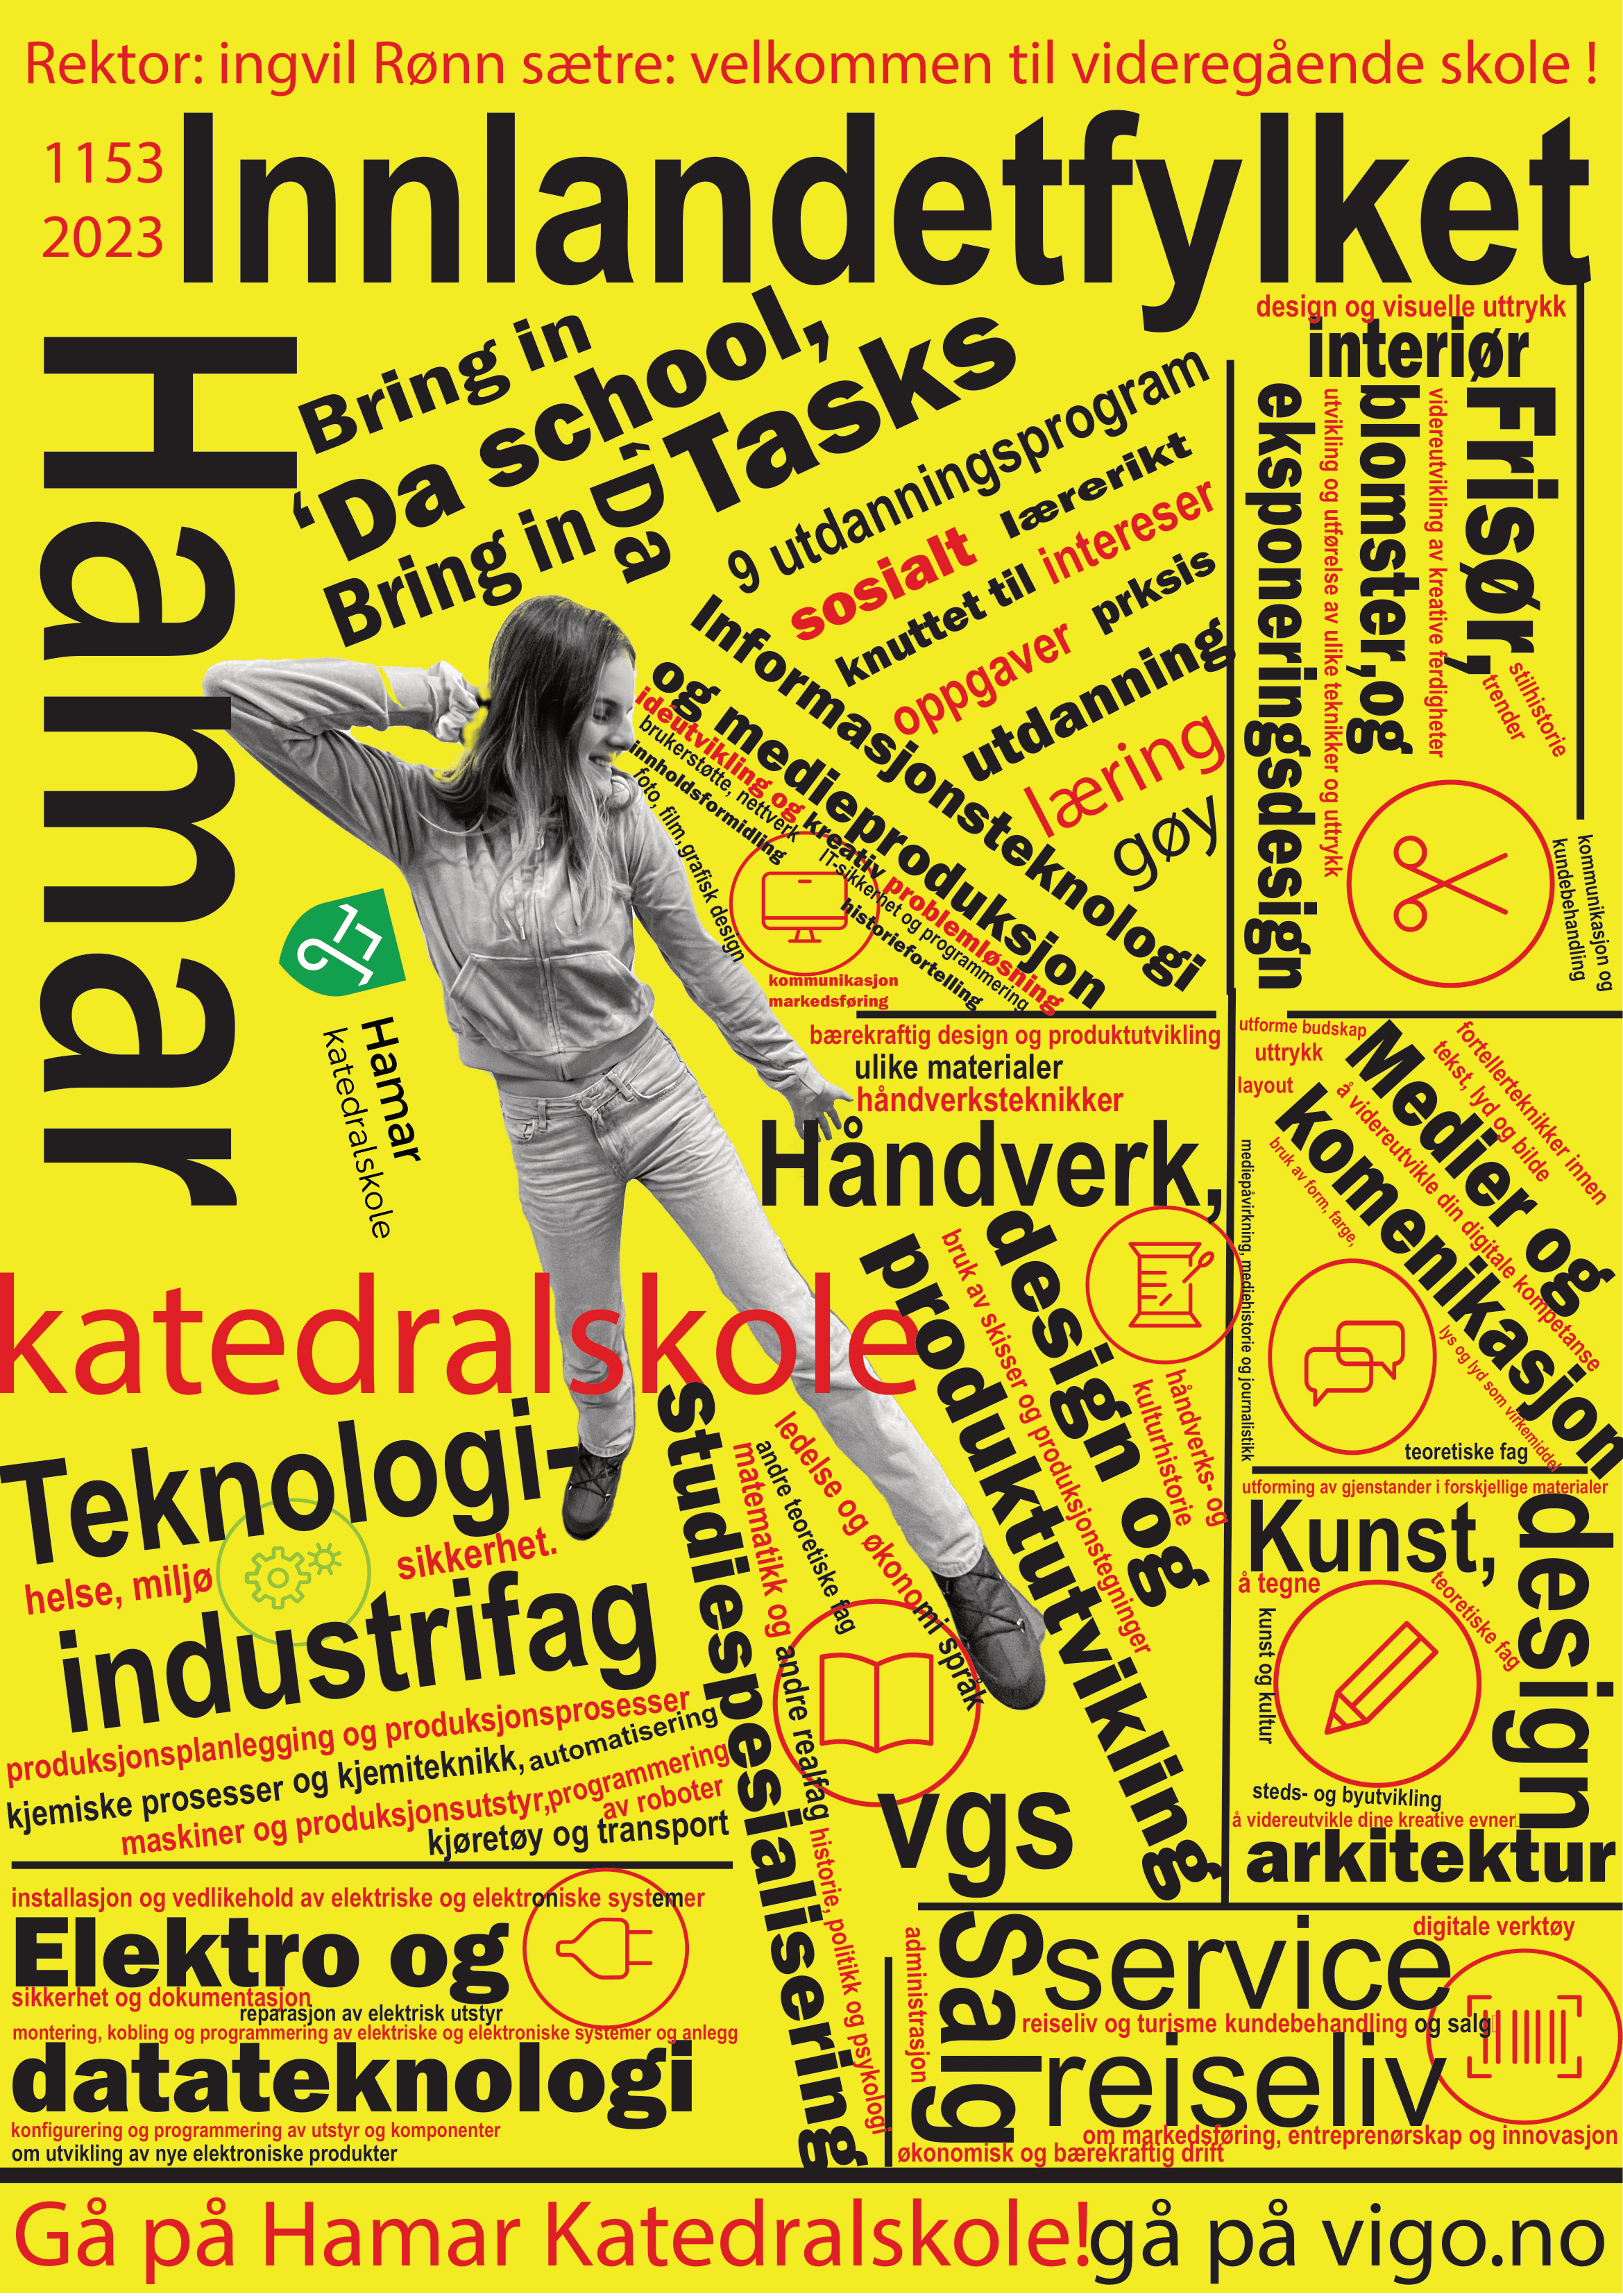 Rektor: ingvil Rønn sætre: velkommen til videregående skole !
1153
2023
Innlandetfylket
Hamar
Bring in
‘Da school,
Bring in
‘Da
Tasks
9 utdanningsprogram
sosialt lærerikt
knuttet til intereser
oppgaver prksis
utdanning
læring
gøy
Informasjonsteknologi
og medieproduksjon
ideutvikling og kreativ problemløsning
brukerstøtte, nettverk
IT-sikkerhet og programmering
innholdsformidling
historiefortelling
foto, film, grafisk design
kommunikasjon
markedsføring
design og visuelle uttrykk
interiør
Frisør,
blomster,og
eksponeringsdesign
videreutvikling av kreative ferdigheter
utvikling og utførelse av ulike teknikker og uttrykk
stilhistorie
trender
kommunikasjon og
kundebehandling
Hamar
katedralskole
bærekraftig design og produktutvikling
ulike materialer
håndverksteknikker
Håndverk,
design og
produktutvikling
bruk av skisser og produksjonstegninger
håndverks- og
kulturhistorie
utforme budskap
uttrykk
layout
Medier og
komenikasjon
fortellerteknikker innen
tekst, lyd og bilde
å videreutvikle din digitale kompetanse
bruk av form, farge,
lys og lyd som virkemiddel
mediepåvirkning, mediehistorie og journalistikk
teoretiske fag
katedralskole
Teknologi-
helse, miljø
sikkerhet.
industrifag
produksjonsplanlegging og produksjonsprosesser
kjemiske prosesser og kjemiteknikk, automatisering
maskiner og produksjonsutstyr,programmering
av roboter
kjøretøy og transport
studiespesialisering
ledelse og økonomi språk
andre teoretiske fag
matematikk og andre realfag historie, politikk og psykologi
vgs
utforming av gjenstander i forskjellige materialer
Kunst,
design
å tegne
teoretiske fag
kunst og kultur
steds- og byutvikling
å videreutvikle dine kreative evner
arkitektur
installasjon og vedlikehold av elektriske og elektroniske systemer
Elektro og
sikkerhet og dokumentasjon
reparasjon av elektrisk utstyr
montering, kobling og programmering av elektriske og elektroniske systemer og anlegg
datateknologi
konfigurering og programmering av utstyr og komponenter
om utvikling av nye elektroniske produkter
administrasjon
Salg
service
digitale verktøy
reiseliv og turisme kundebehandling og salg
reiseliv
om markedsføring, entreprenørskap og innovasjon
økonomisk og bærekraftig drift
Gå på Hamar Katedralskole!gå på vigo.no